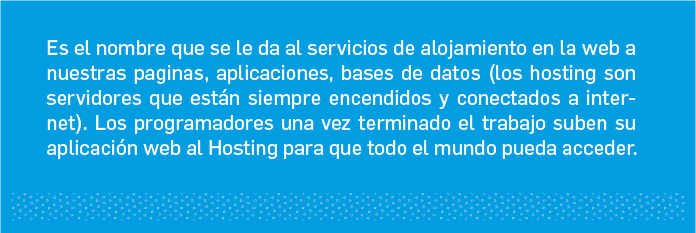 Es el nombre que se le da al servicios de alojamiento en la web a
nuestras paginas, aplicaciones, bases de datos (los hosting son
servidores que están siempre encendidos y conectados a inter-
net). Los programadores una vez terminado el trabajo suben su
aplicación web al Hosting para que todo el mundo pueda acceder.